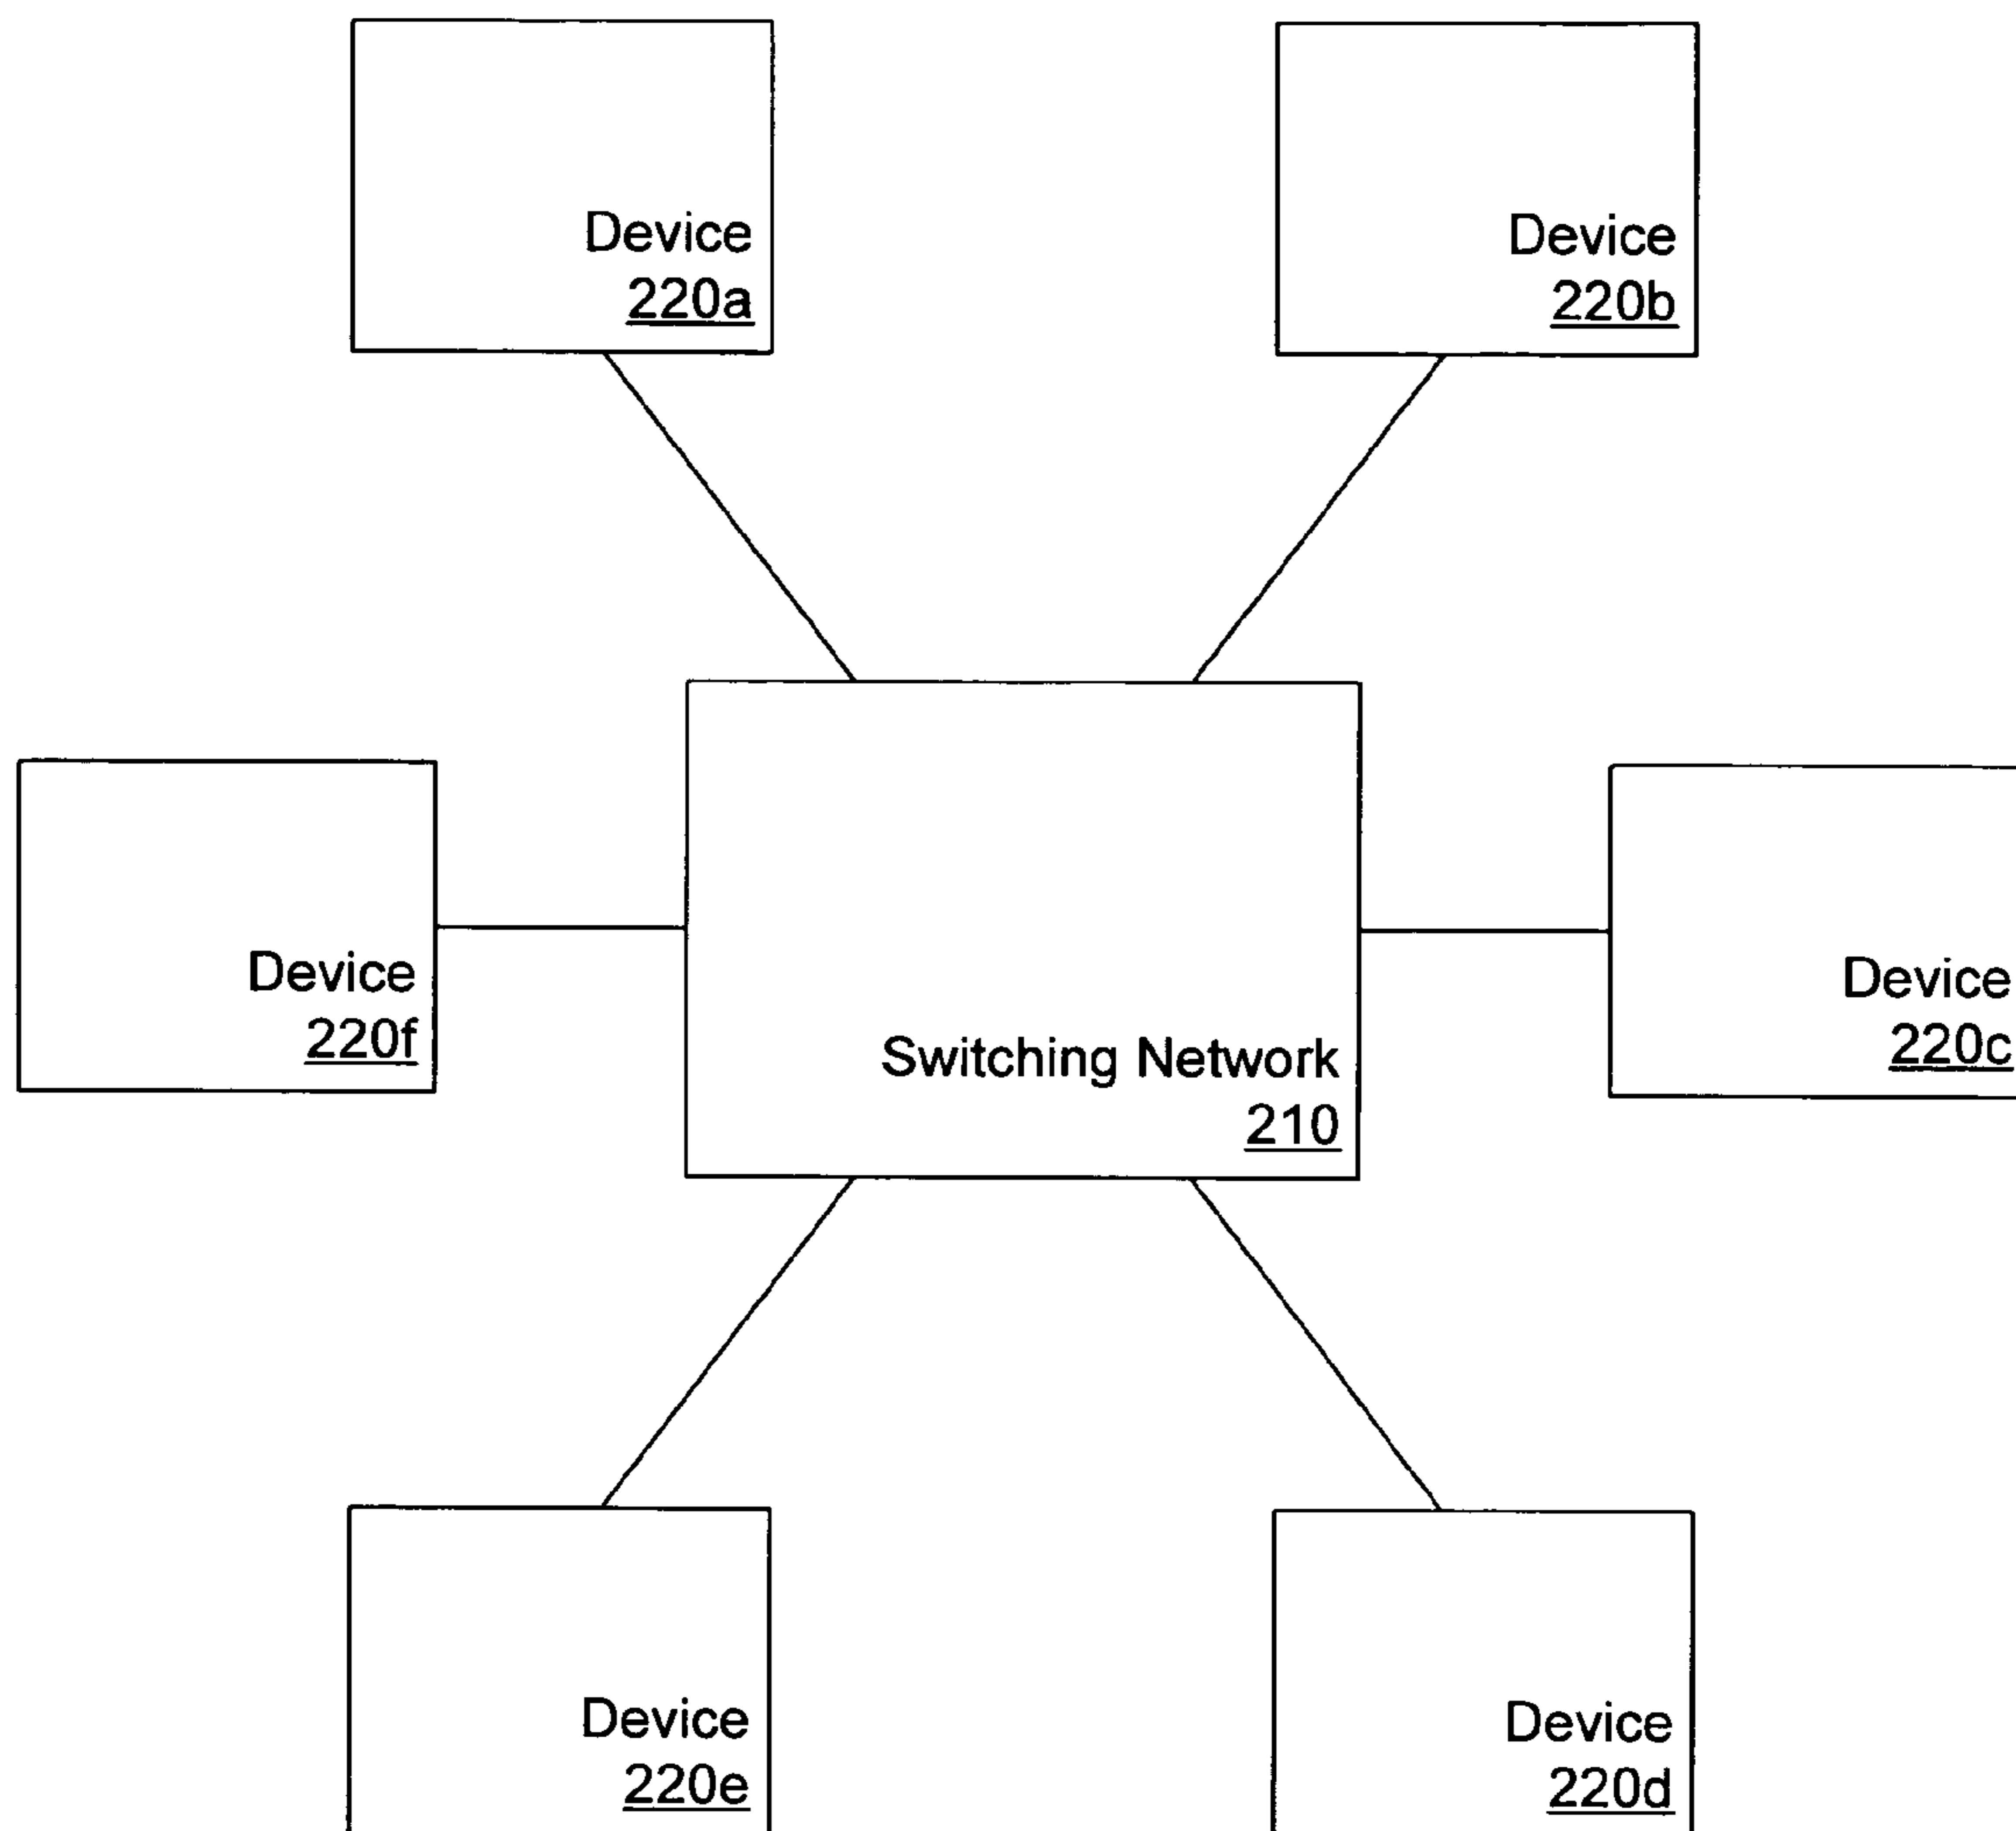 Device
220a
Device
220b
Device
220f
Switching Network
210
Device
220c
Device
220e
Device
220d